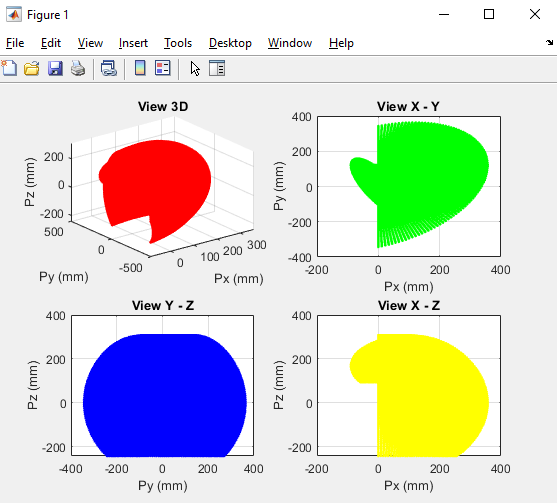 Figure 1
File Edit View Insert Tools Desktop Window Help
View 3D
200
0
-200
Pz (mm)
500
0
-500
Py (mm)
0
100
200
300
Px (mm)
View X - Y
400
200
0
-200
-400
Py (mm)
-200 0 200 400
Px (mm)
View Y - Z
400
200
0
-200
Pz (mm)
-400 -200 0 200 400
Py (mm)
View X - Z
400
200
0
-200
Pz (mm)
-200 0 200 400
Px (mm)